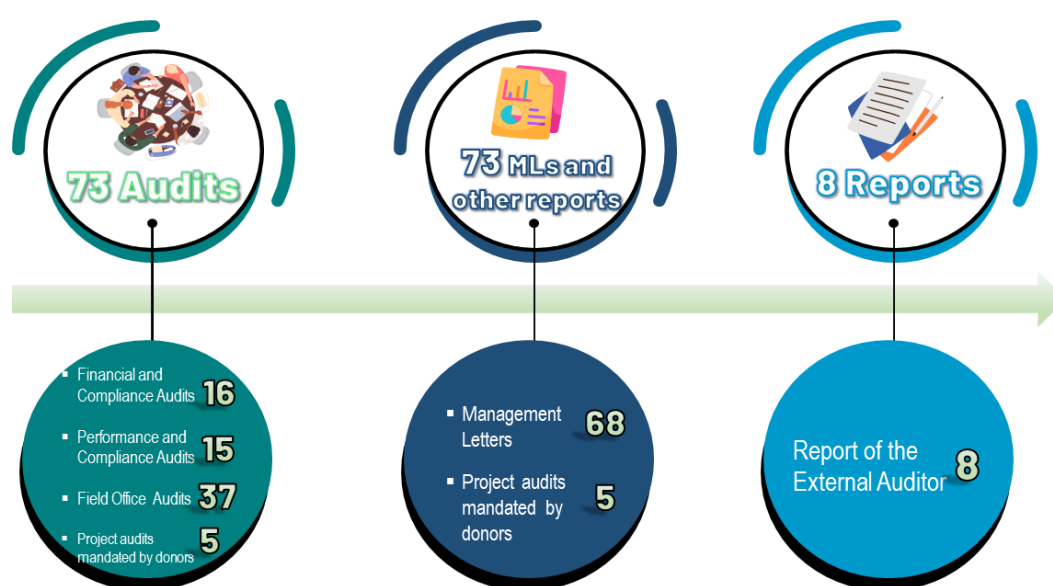 73 Audits
73 MLs and
other reports
8 Reports
▪ Financial and
Compliance Audits 16
▪ Performance and
Compliance Audits 15
▪ Field Office Audits 37
▪ Project audits
mandated by donors 5
▪ Management
Letters 68
▪ Project audits
mandated by
donors 5
Report of the
External Auditor 8